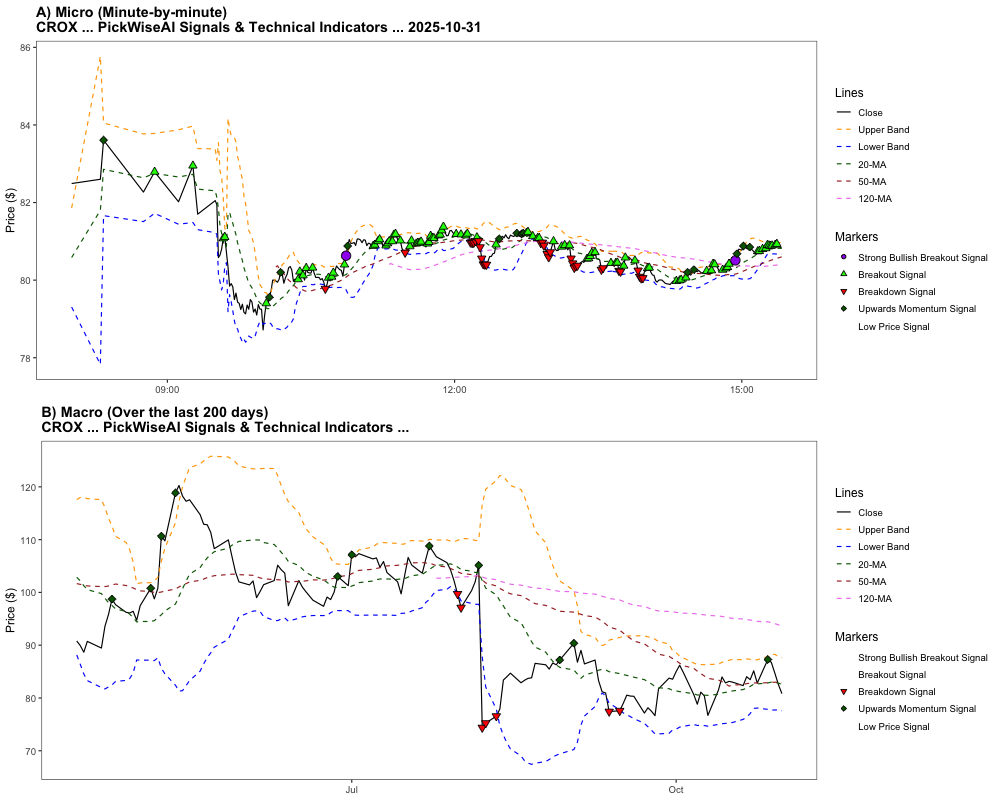 A) Micro (Minute-by-minute)
CROX ... PickWiseAI Signals & Technical Indicators ... 2025-10-31
86
84
82
80
78
Price ($)
09:00
12:00
15:00
Lines
Close
Upper Band
Lower Band
20-MA
50-MA
120-MA
Markers
Strong Bullish Breakout Signal
Breakout Signal
Breakdown Signal
Upwards Momentum Signal
Low Price Signal
B) Macro (Over the last 200 days)
CROX ... PickWiseAI Signals & Technical Indicators ...
120
110
100
90
80
70
Price ($)
Jul
Oct
Lines
Close
Upper Band
Lower Band
20-MA
50-MA
120-MA
Markers
Strong Bullish Breakout Signal
Breakout Signal
Breakdown Signal
Upwards Momentum Signal
Low Price Signal